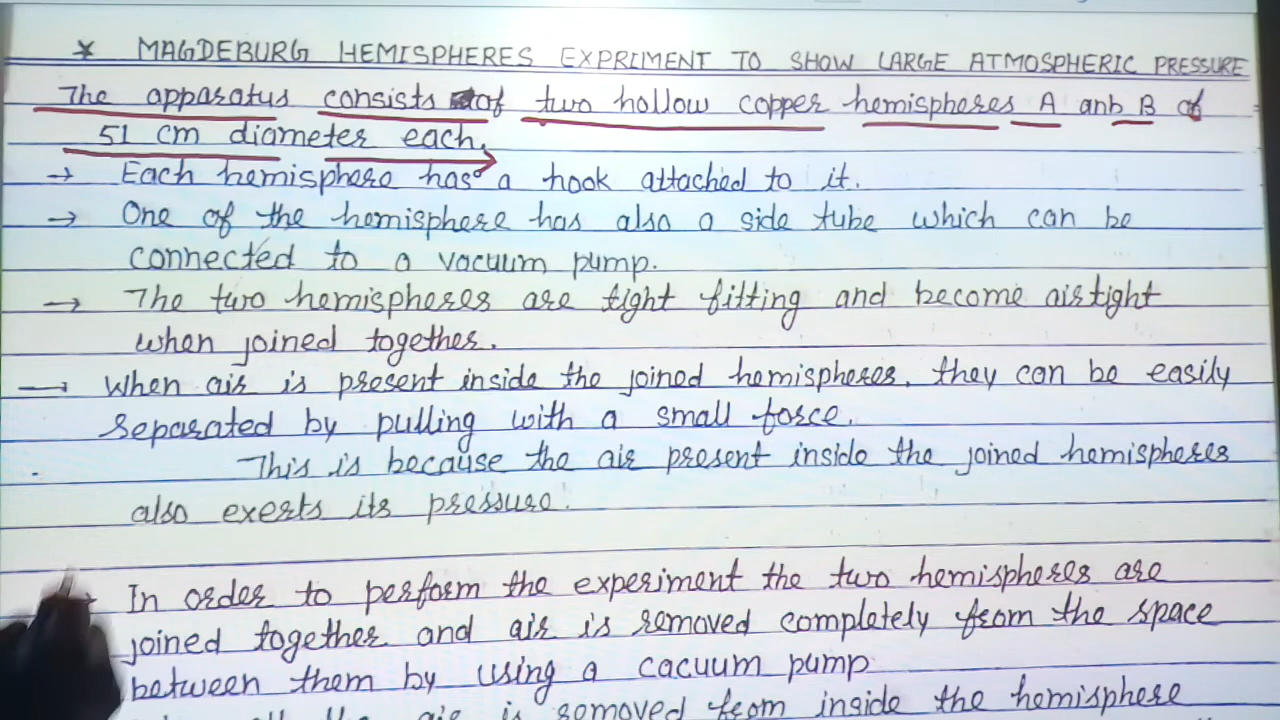 * MAGDEBURG HEMISPHERES EXPRIMENT TO SHOW LARGE ATMOSPHERIC PRESSURE
The apparatus consists of two hollow copper hemispheres A anb B of
51 cm diameter each.
→ Each hemisphere has a hook attached to it.
→ One of the hemisphere has also a side tube which can be
connected to a vacuum pump.
→ The two hemispheres are tight fitting and become airtight
when joined together.
→ When air is present inside the joined hemispheres, they can be easily
separated by pulling with a small force.
This is because the air present inside the joined hemispheres
also exerts its pressure.
→ In order to perform the experiment the two hemispheres are
joined together and air is removed completely from the space
between them by using a cacuum pump
air is removed from inside the hemisphere